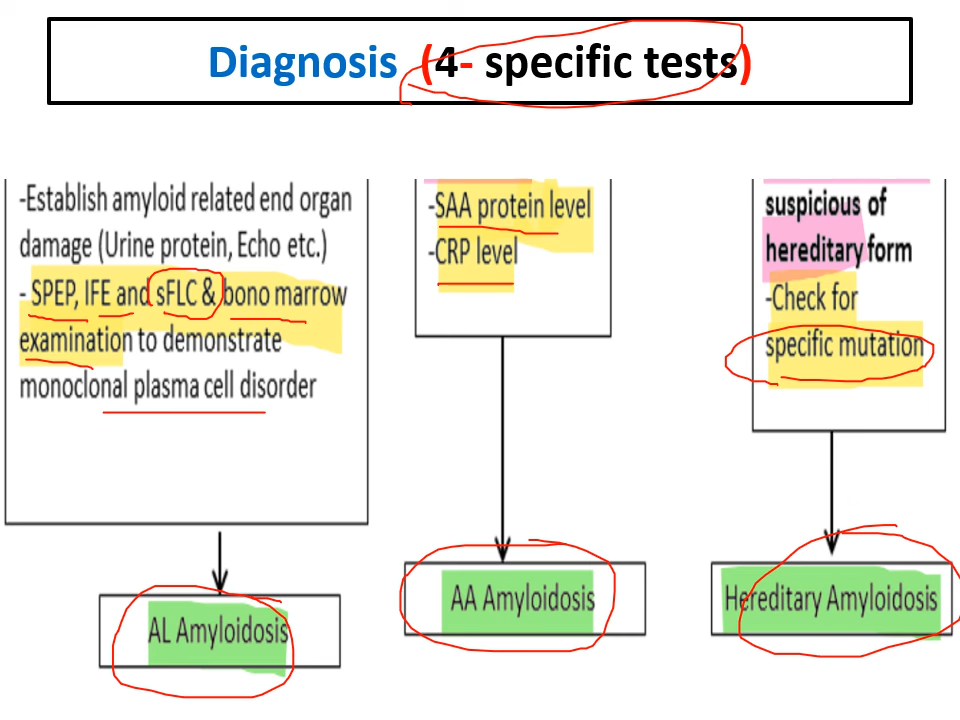 Diagnosis (4- specific tests)
-Establish amyloid related end organ
damage (Urine protein, Echo etc.)
- SPEP, IFE and sFLC & bono marrow
examination to demonstrate
monoclonal plasma cell disorder
AL Amyloidosis
-SAA protein level
-CRP level
AA Amyloidosis
suspicious of
hereditary form
-Check for
specific mutation
Hereditary Amyloidosis